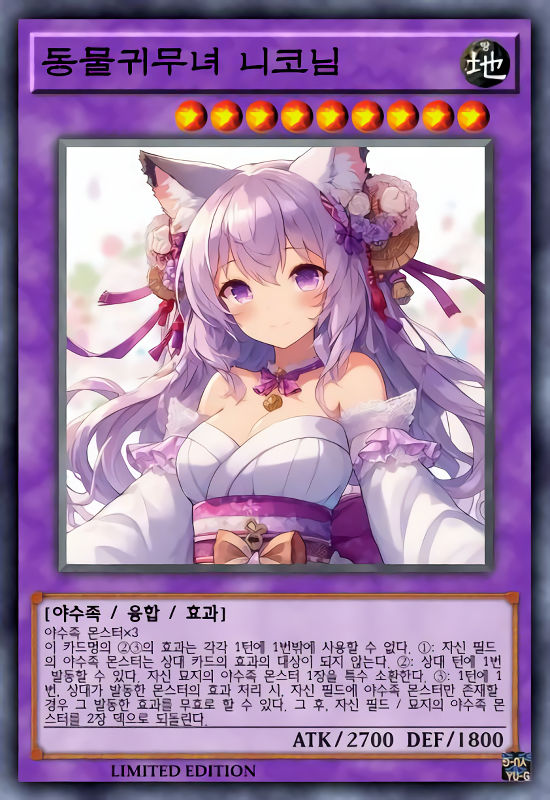 동물귀무녀 니코님
땅
地
[야수족 / 융합 / 효과]
야수족 몬스터×3
이 카드명의 ②③의 효과는 각각 1턴에 1번밖에 사용할 수 없다. ①: 자신 필드
의 야수족 몬스터는 상대 카드의 효과의 대상이 되지 않는다. ②: 상대 턴에 1번
발동할 수 있다. 자신 묘지의 야수족 몬스터 1장을 특수 소환한다. ③: 1턴에 1
번, 상대가 발동한 몬스터의 효과 처리 시, 자신 필드에 야수족 몬스터만 존재할
경우 그 발동한 효과를 무효로 할 수 있다. 그 후, 자신 필드 / 묘지의 야수족 몬
스터를 2장 덱으로 되돌린다.
ATK/2700 DEF/1800
LIMITED EDITION
YU-G